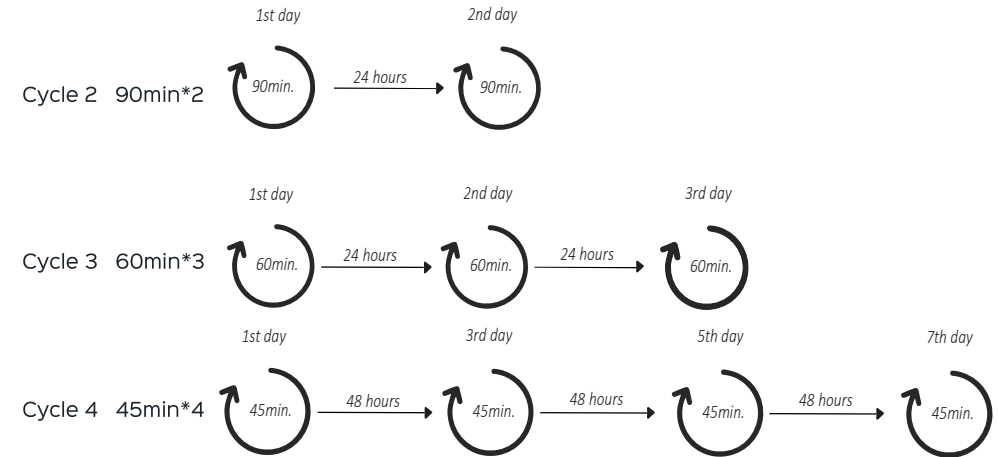 1st day 2nd day
Cycle 2 90min*2 90min. 24 hours 90min.
1st day 2nd day 3rd day
Cycle 3 60min*3 60min. 24 hours 60min. 24 hours 60min.
1st day 3rd day 5th day 7th day
Cycle 4 45min*4 45min. 48 hours 45min. 48 hours 45min. 48 hours 45min.